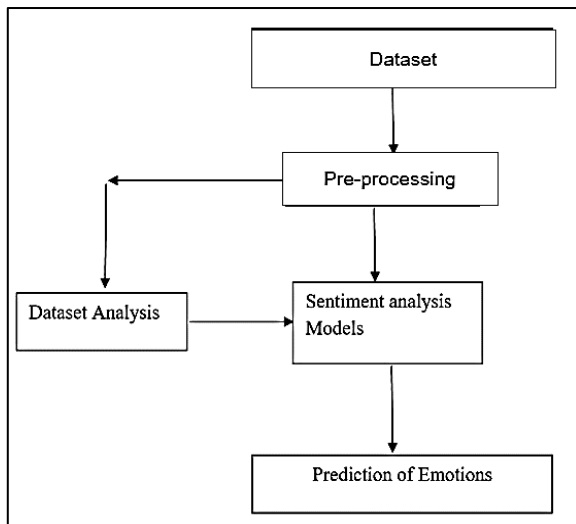 Dataset
Pre-processing
Dataset Analysis
Sentiment analysis
Models
Prediction of Emotions